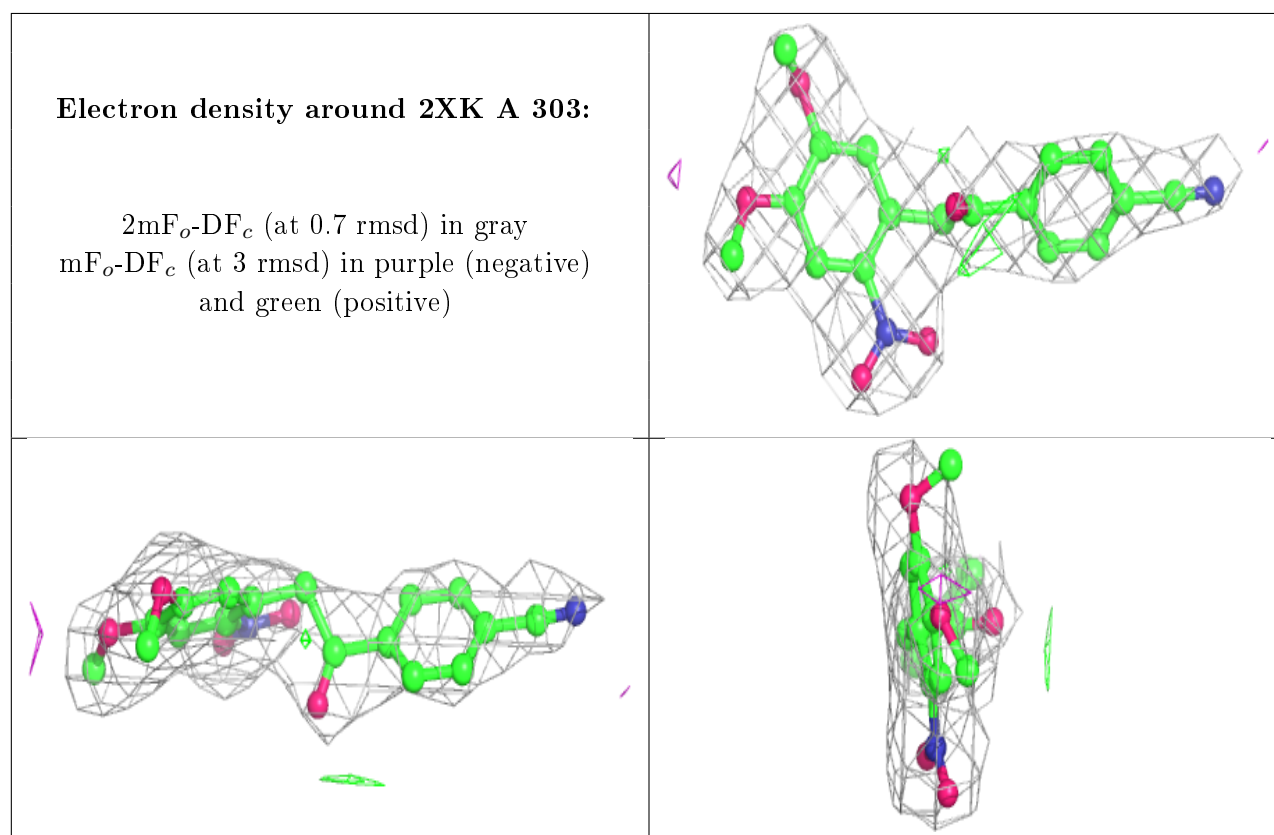 Electron density around 2XK A 303:
2mFₒ-DF𝒸 (at 0.7 rmsd) in gray
mFₒ-DF𝒸 (at 3 rmsd) in purple (negative)
and green (positive)